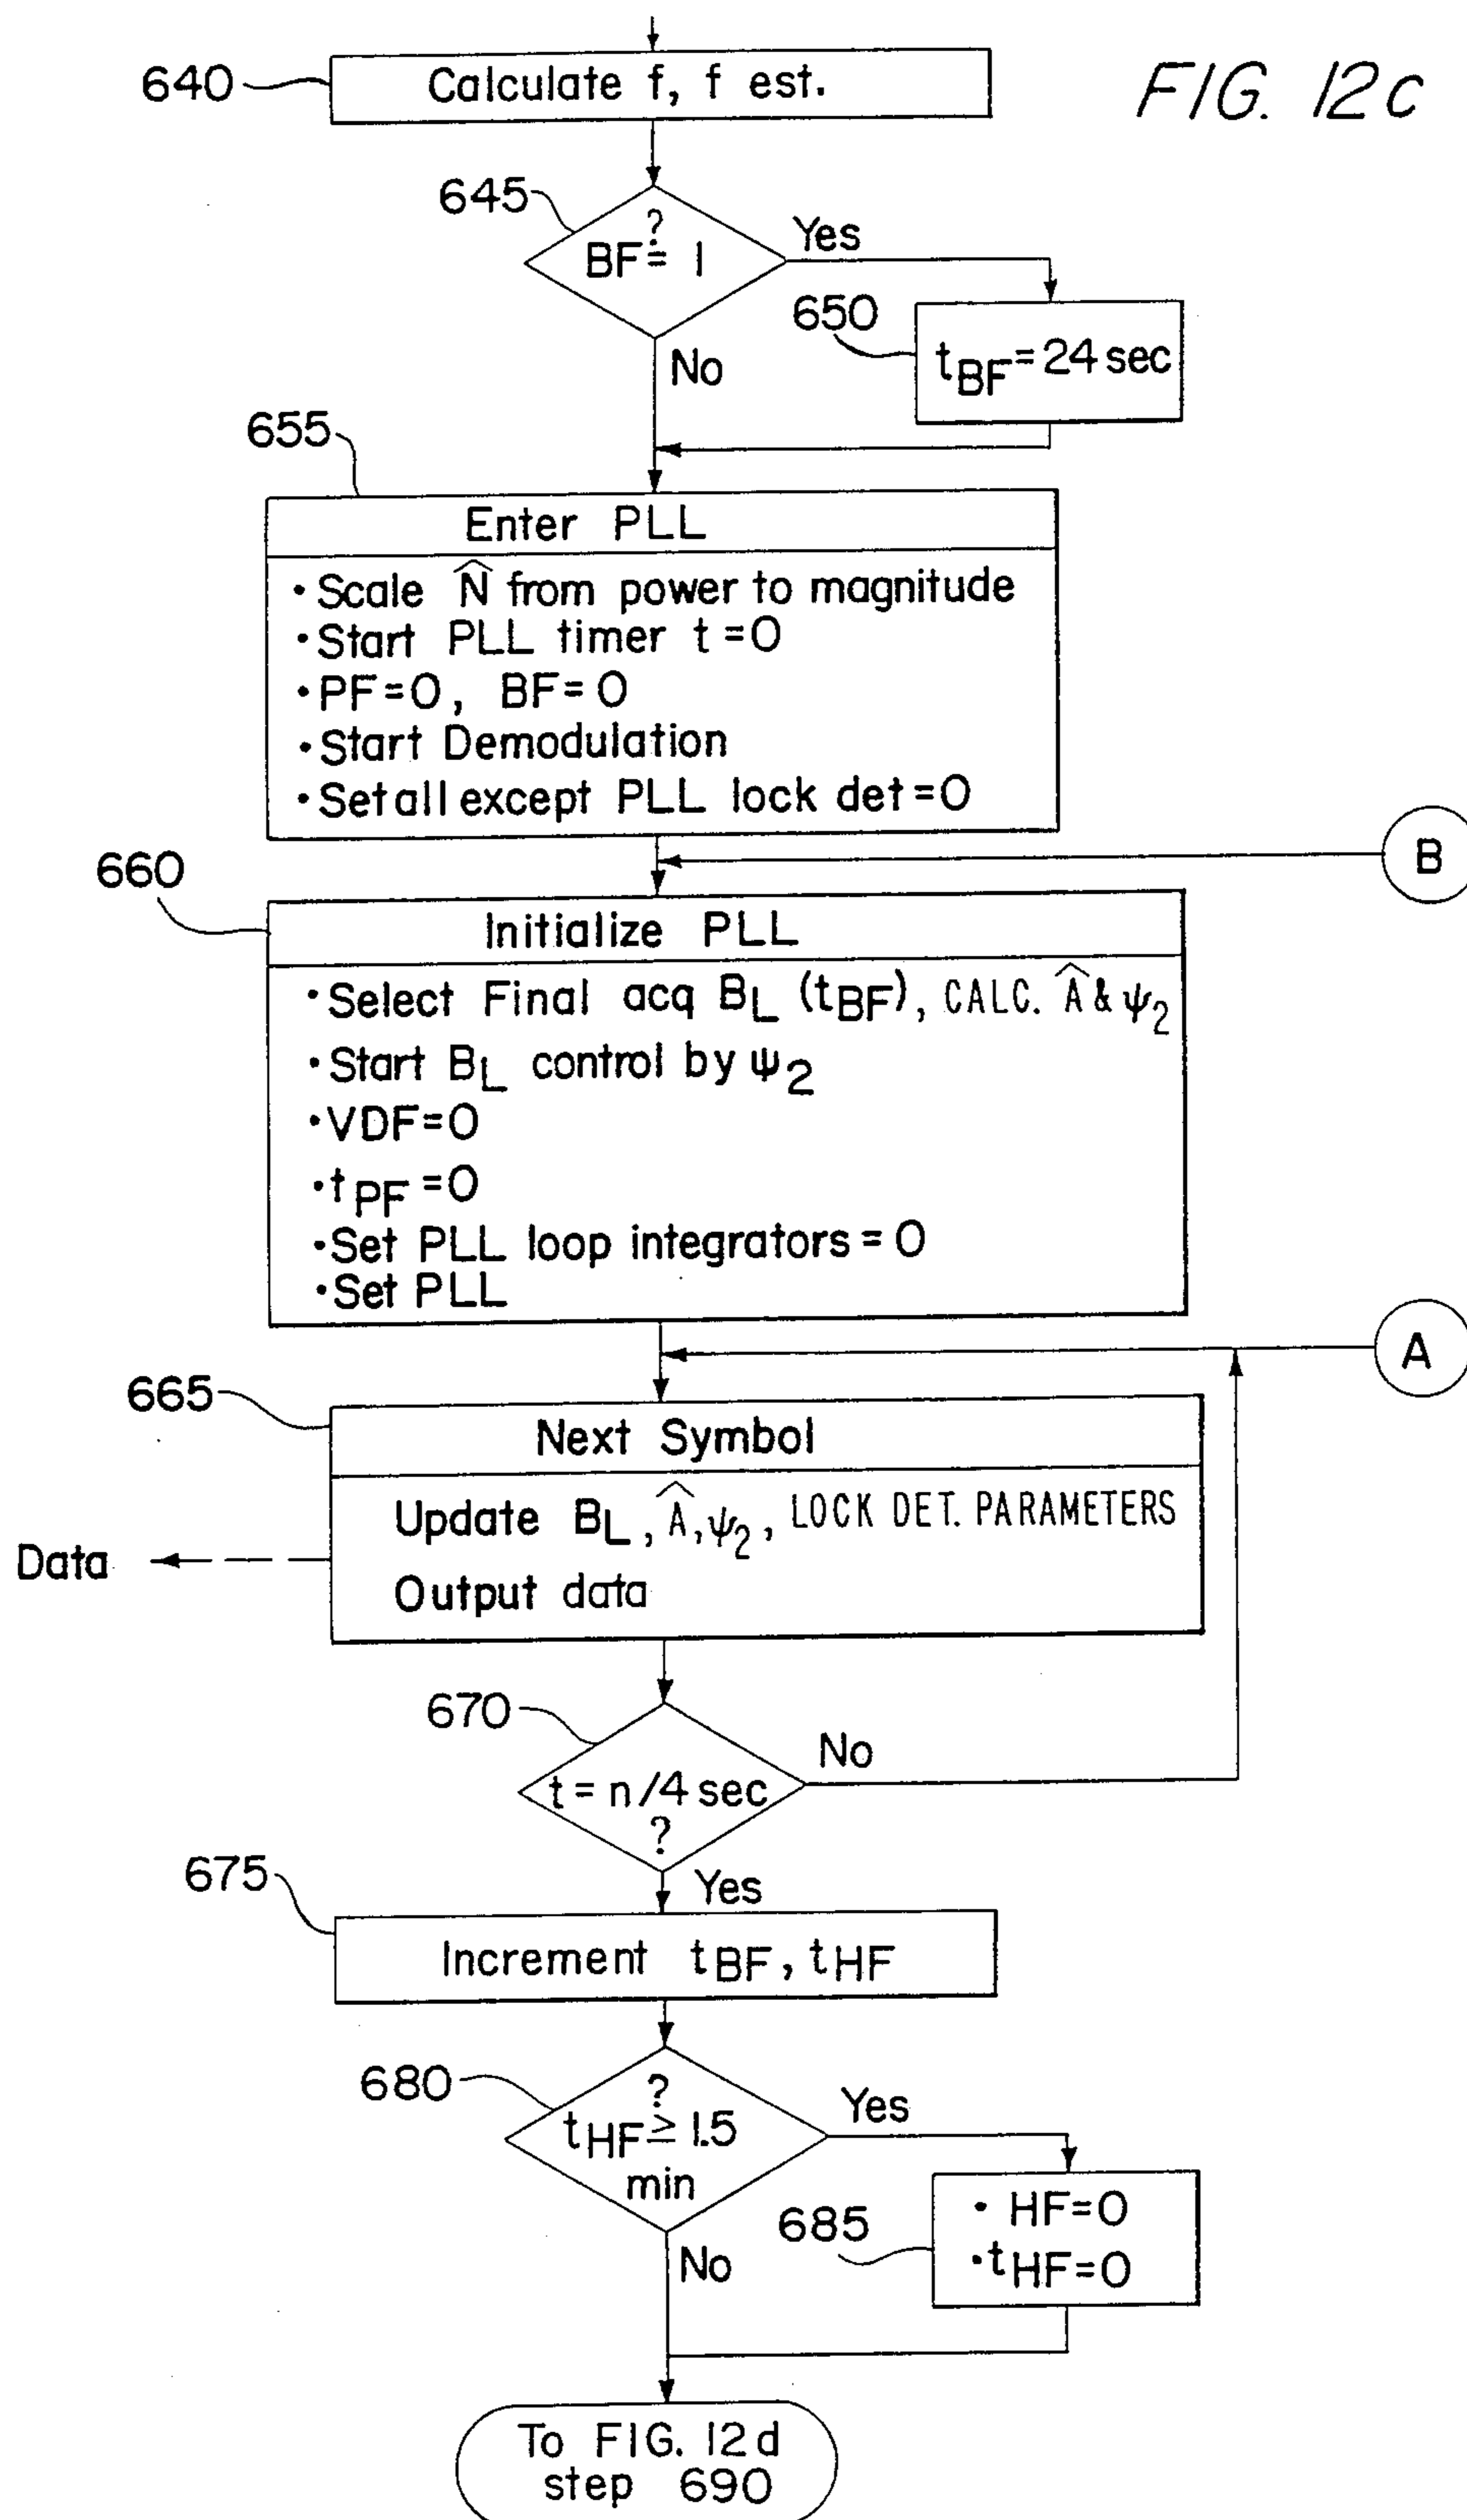 FIG. 12c
640
Calculate f, f est.
645
?
BF = 1
Yes
No
650
tBF = 24 sec
655
Enter PLL
•Scale N̂ from power to magnitude
•Start PLL timer t=0
•PF=0, BF=0
•Start Demodulation
•Set all except PLL lock det=0
B
660
Initialize PLL
•Select Final acq BL (tBF), CALC. Â & ψ2
•Start BL control by ψ2
•VDF=0
•tPF=0
•Set PLL loop integrators = 0
•Set PLL
A
665
Next Symbol
Update BL, Â, ψ2, LOCK DET. PARAMETERS
Output data
Data
670
t = n/4 sec
?
No
Yes
675
Increment tBF, tHF
680
?
tHF ≥ 1.5
min
Yes
No
685
• HF=0
•tHF=0
To FIG. 12d
step 690